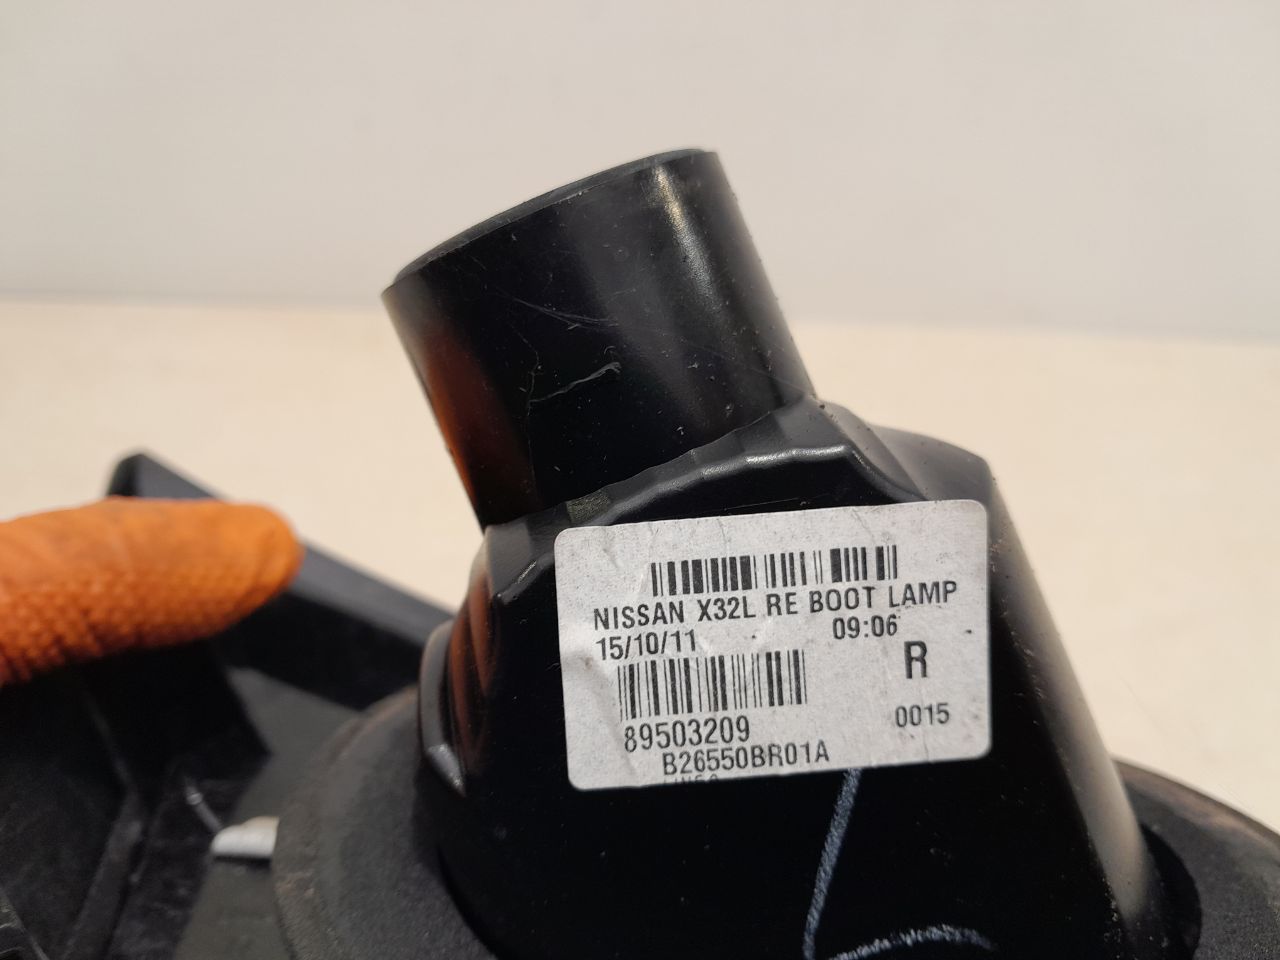 NISSAN X32L RE BOOT LAMP
15/10/11 09:06
R
89503209 0015
B26550BR01A